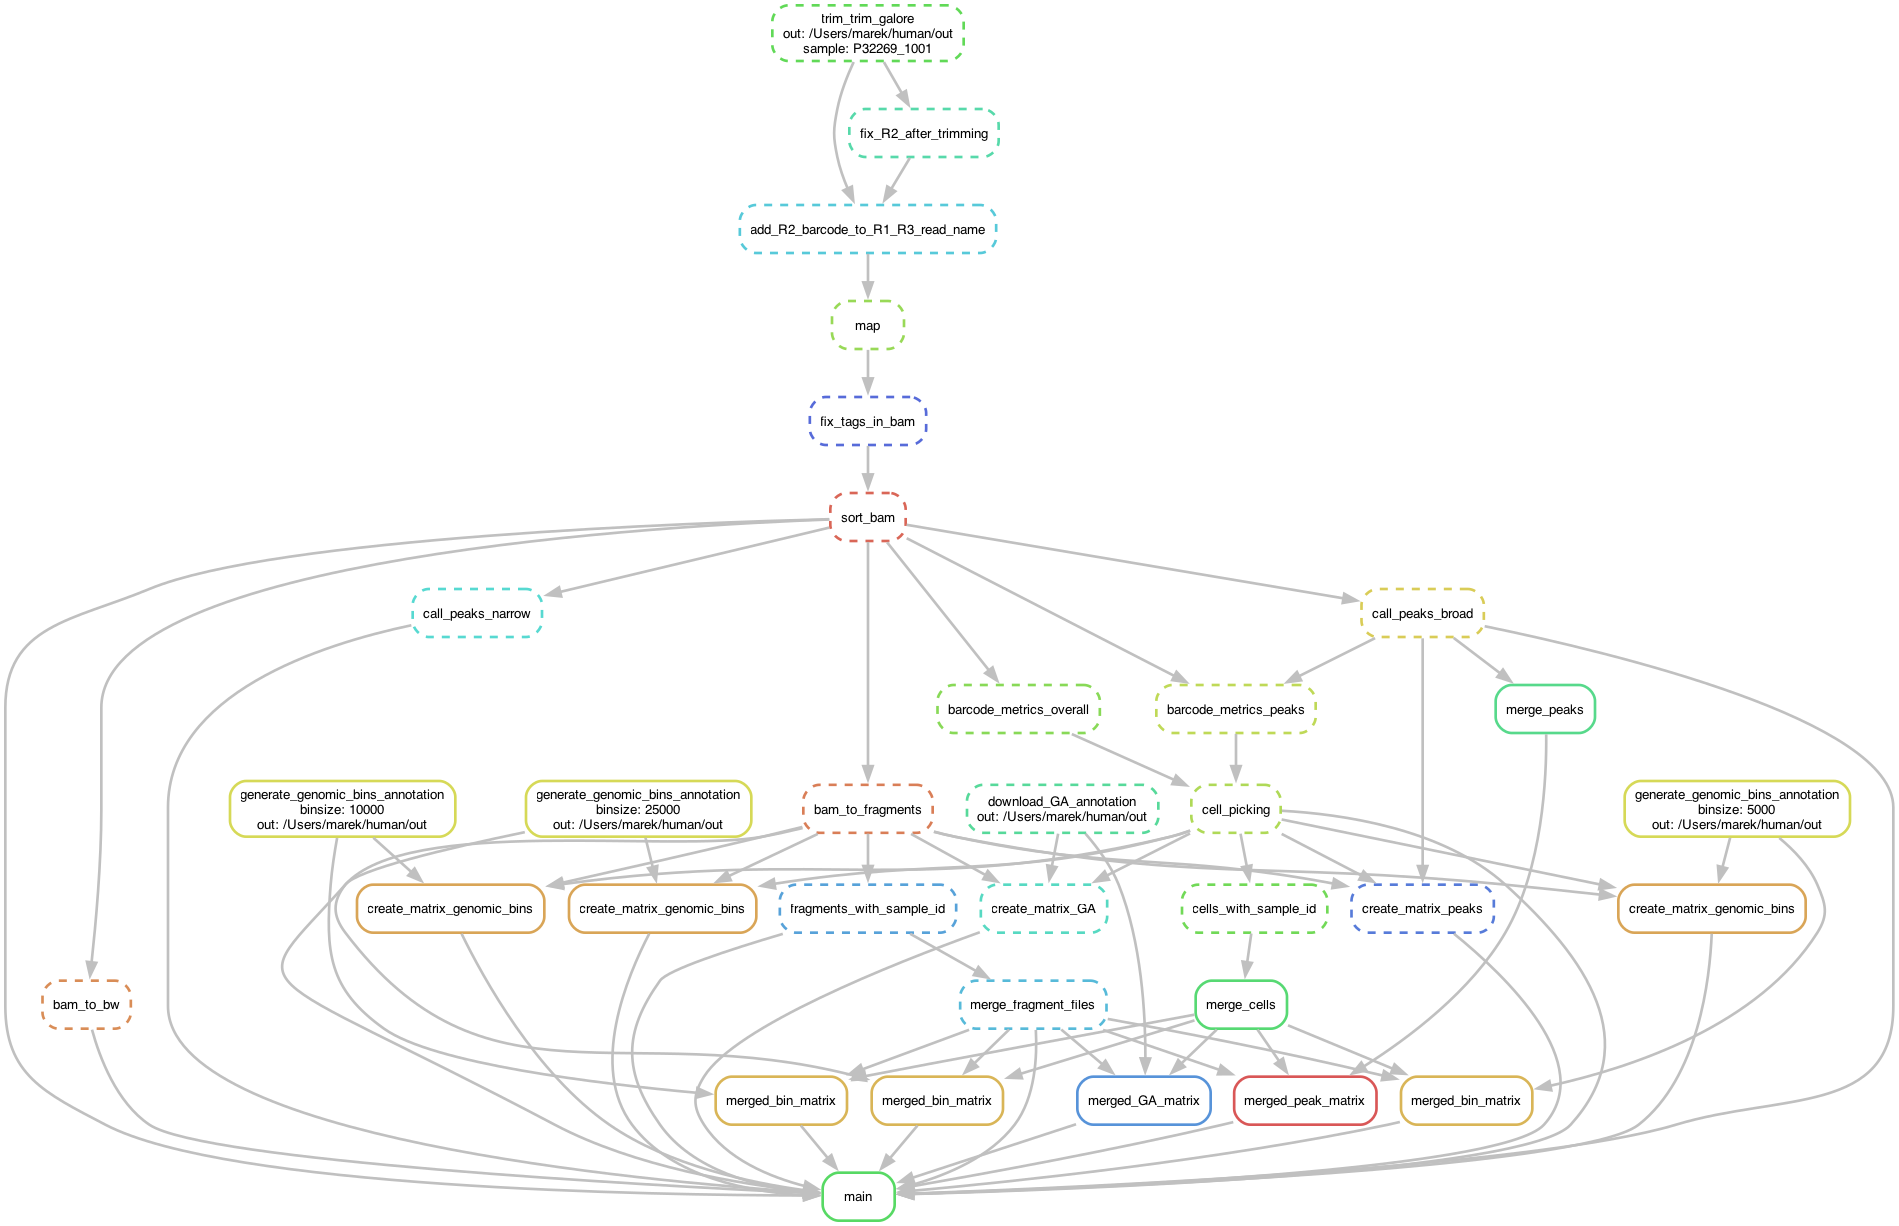 trim_trim_galore
out: /Users/marek/human/out
sample: P32269_1001
fix_R2_after_trimming
add_R2_barcode_to_R1_R3_read_name
map
fix_tags_in_bam
sort_bam
call_peaks_narrow
call_peaks_broad
barcode_metrics_overall
barcode_metrics_peaks
merge_peaks
generate_genomic_bins_annotation
binsize: 10000
out: /Users/marek/human/out
generate_genomic_bins_annotation
binsize: 25000
out: /Users/marek/human/out
bam_to_fragments
download_GA_annotation
out: /Users/marek/human/out
cell_picking
generate_genomic_bins_annotation
binsize: 5000
out: /Users/marek/human/out
create_matrix_genomic_bins
create_matrix_genomic_bins
fragments_with_sample_id
create_matrix_GA
cells_with_sample_id
create_matrix_peaks
create_matrix_genomic_bins
bam_to_bw
merge_fragment_files
merge_cells
merged_bin_matrix
merged_bin_matrix
merged_GA_matrix
merged_peak_matrix
merged_bin_matrix
main